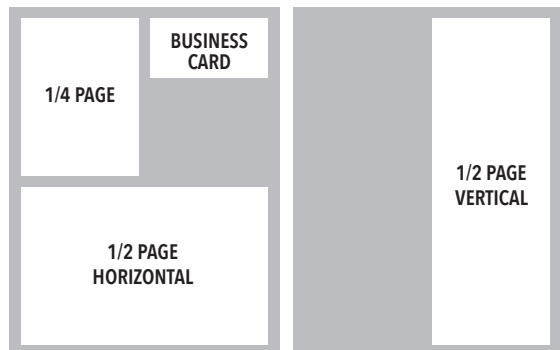 BUSINESS
CARD
1/4 PAGE
1/2 PAGE
HORIZONTAL
1/2 PAGE
VERTICAL